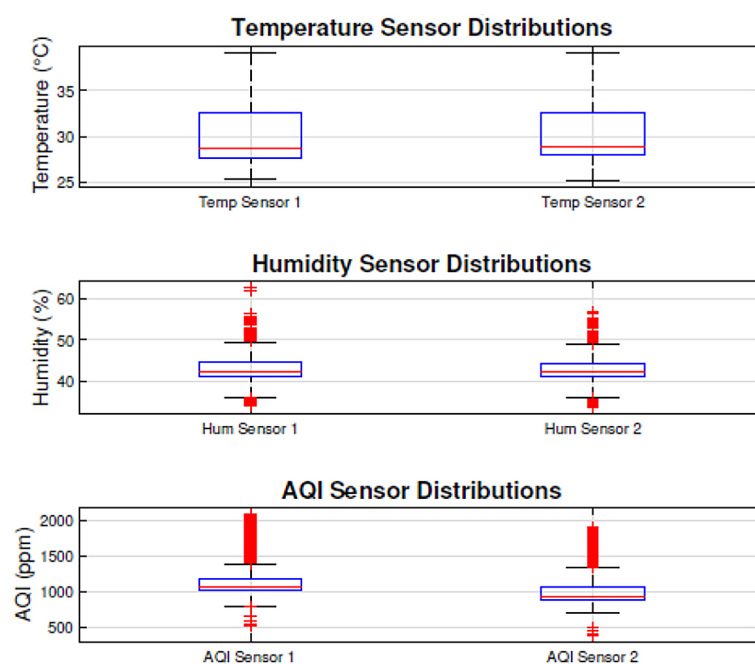 Temperature Sensor Distributions
Temperature (°C)
35
30
25
Temp Sensor 1 Temp Sensor 2
Humidity Sensor Distributions
Humidity (%)
60
50
40
Hum Sensor 1 Hum Sensor 2
AQI Sensor Distributions
AQI (ppm)
2000
1500
1000
500
AQI Sensor 1 AQI Sensor 2